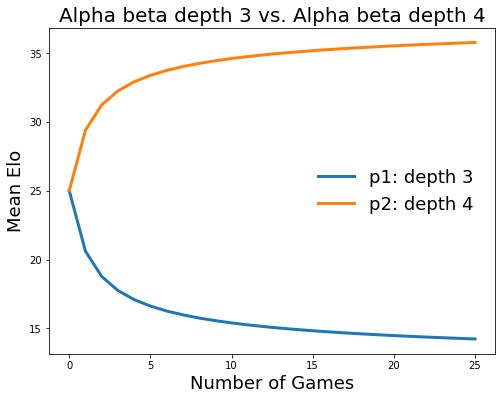 Alpha beta depth 3 vs. Alpha beta depth 4
35
30
25
20
15
Mean Elo
p1: depth 3
p2: depth 4
0 5 10 15 20 25
Number of Games